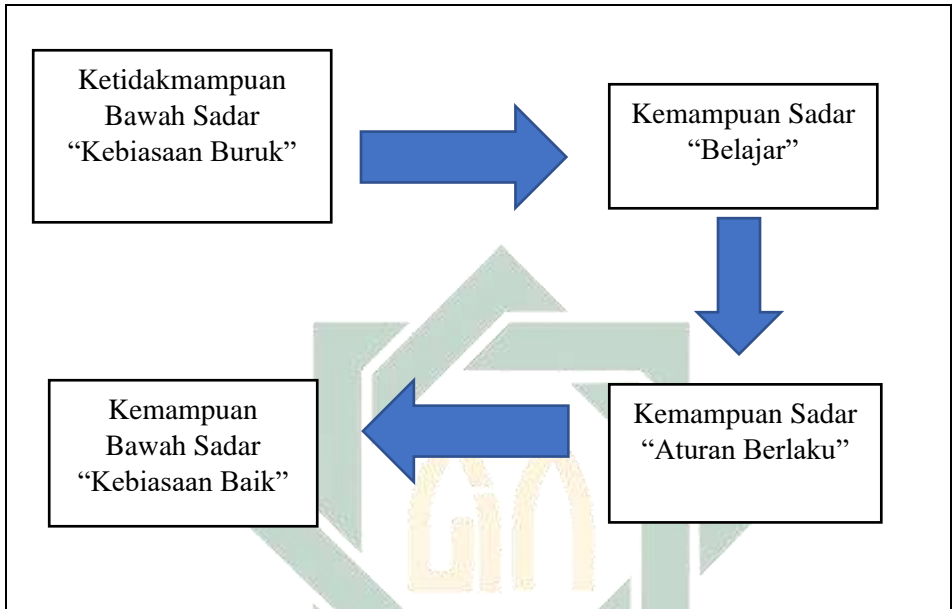 Ketidakmampuan
Bawah Sadar
“Kebiasaan Buruk”
Kemampuan Sadar
“Belajar”
Kemampuan Sadar
“Aturan Berlaku”
Kemampuan
Bawah Sadar
“Kebiasaan Baik”